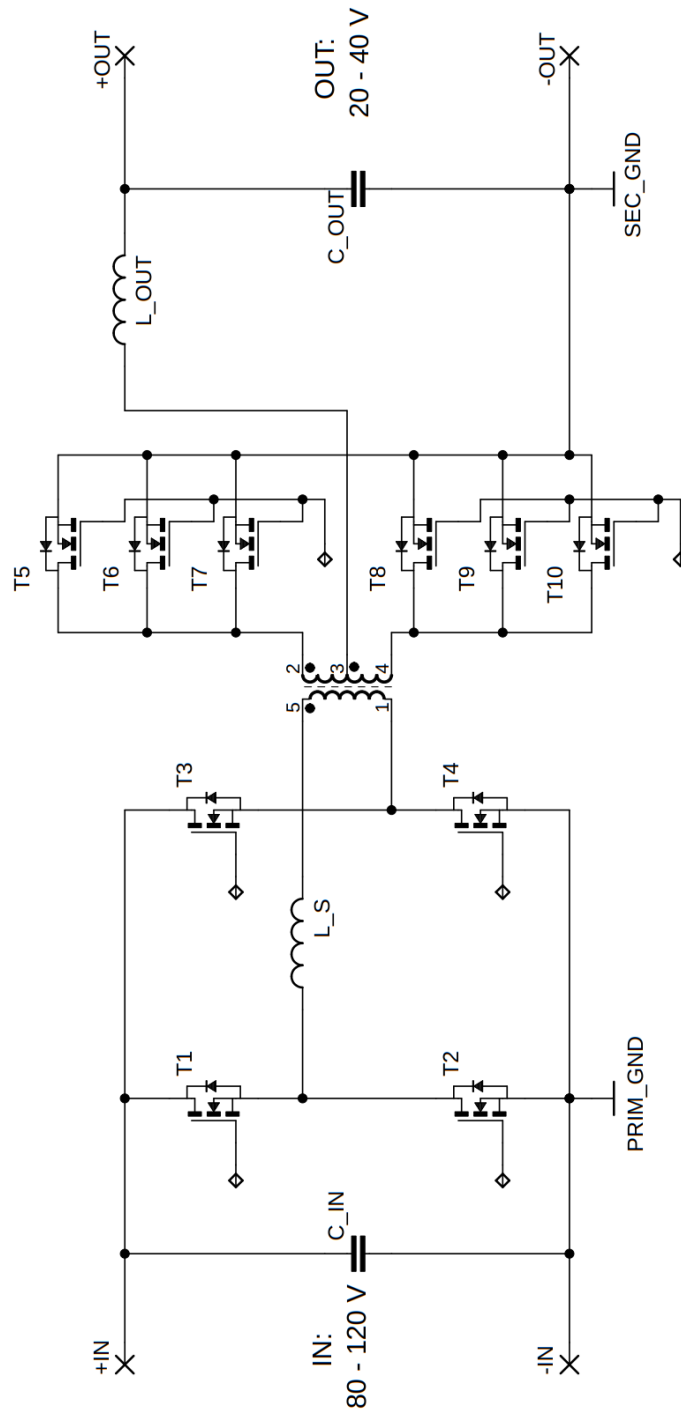 +IN
-IN
IN:
80 - 120 V
C_IN
T1
T2
PRIM_GND
L_S
T3
T4
5
1
2
3
4
T5
T6
T7
T8
T9
T10
L_OUT
C_OUT
SEC_GND
+OUT
-OUT
OUT:
20 - 40 V